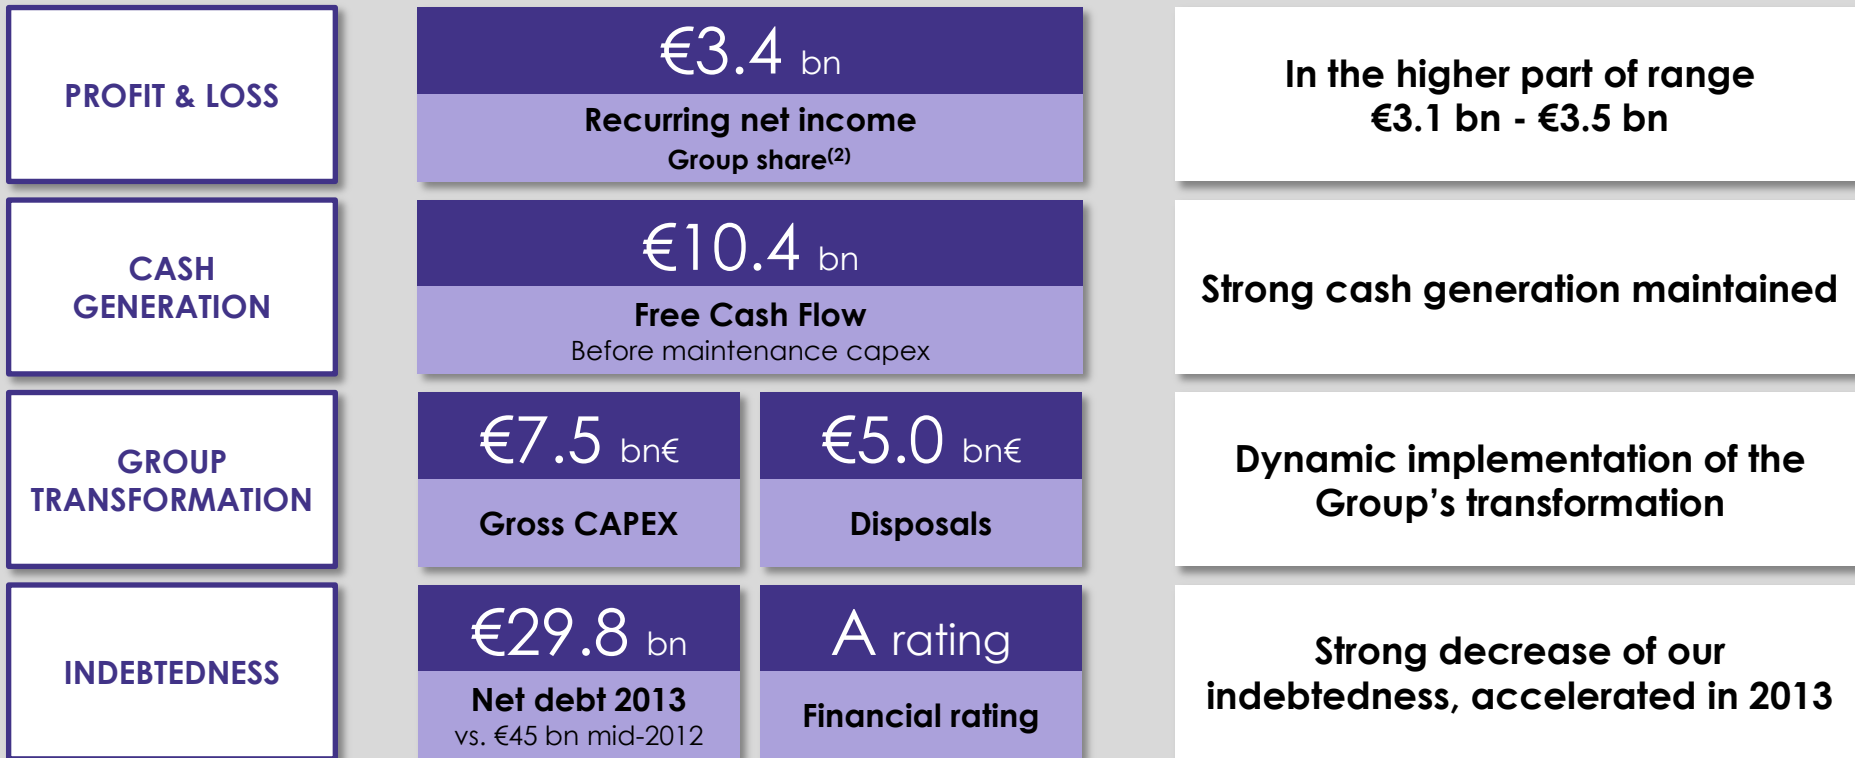 PROFIT & LOSS
€3.4 bn
Recurring net income
Group share(2)
In the higher part of range
€3.1 bn - €3.5 bn
CASH
GENERATION
€10.4 bn
Free Cash Flow
Before maintenance capex
Strong cash generation maintained
GROUP
TRANSFORMATION
€7.5 bn€
Gross CAPEX
€5.0 bn€
Disposals
Dynamic implementation of the
Group’s transformation
INDEBTEDNESS
€29.8 bn
Net debt 2013
vs. €45 bn mid-2012
A rating
Financial rating
Strong decrease of our
indebtedness, accelerated in 2013